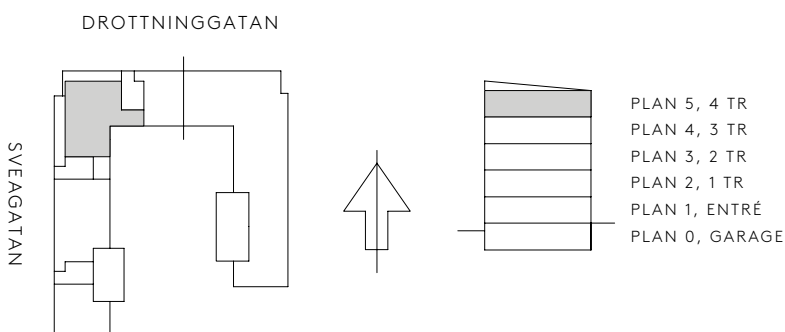 DROTTNINGGATAN
SVEAGATAN
PLAN 5, 4 TR
PLAN 4, 3 TR
PLAN 3, 2 TR
PLAN 2, 1 TR
PLAN 1, ENTRÉ
PLAN 0, GARAGE